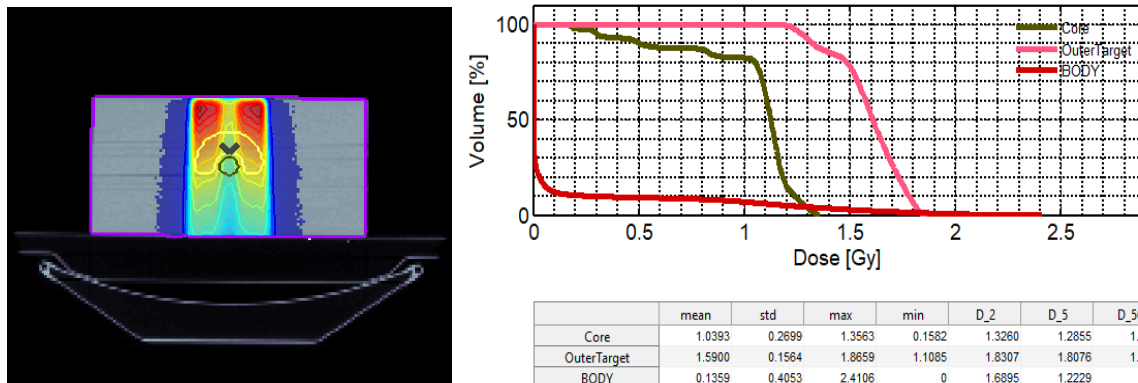 100%
50
0
Volume [%]
Core
OuterTarget
BODY
0 0.5 1 1.5 2 2.5
Dose [Gy]
mean std max min D_2 D_5
Core 1.0393 0.2699 1.3563 0.1582 1.3260 1.2855
OuterTarget 1.5900 0.1564 1.8659 1.1085 1.8307 1.8076
BODY 0.1359 0.4053 2.4106 0 1.6895 1.2229